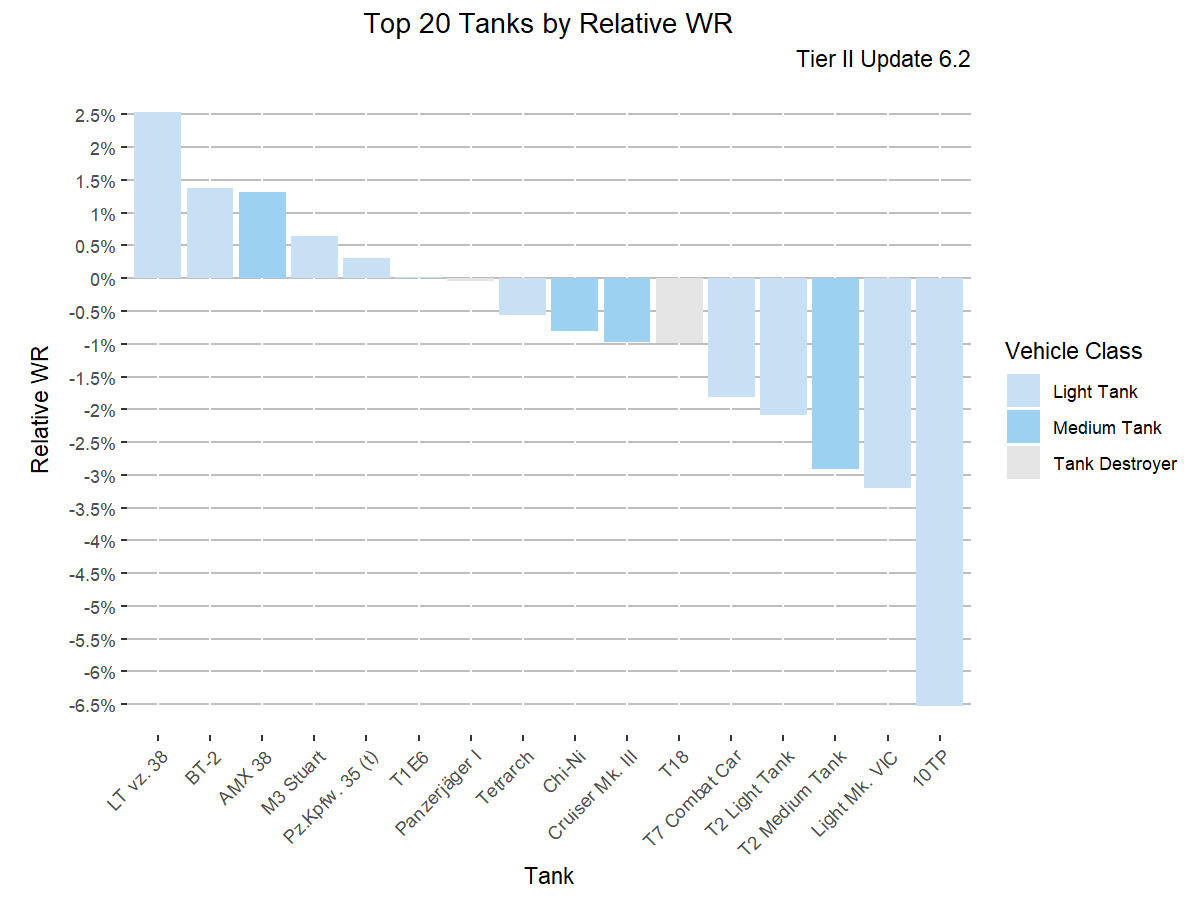 Top 20 Tanks by Relative WR
Tier II Update 6.2
2.5%
2%
1.5%
1%
0.5%
0%
-0.5%
-1%
-1.5%
-2%
-2.5%
-3%
-3.5%
-4%
-4.5%
-5%
-5.5%
-6%
-6.5%
Relative WR
LT vz. 38
BT-2
AMX 38
M3 Stuart
Pz.Kpfw. 35 (t)
T1E6
Panzerjäger I
Tetrarch
Chi-Ni
Cruiser Mk. III
T18
T7 Combat Car
T2 Light Tank
T2 Medium Tank
Light Mk. VIC
10TP
Tank
Vehicle Class
Light Tank
Medium Tank
Tank Destroyer